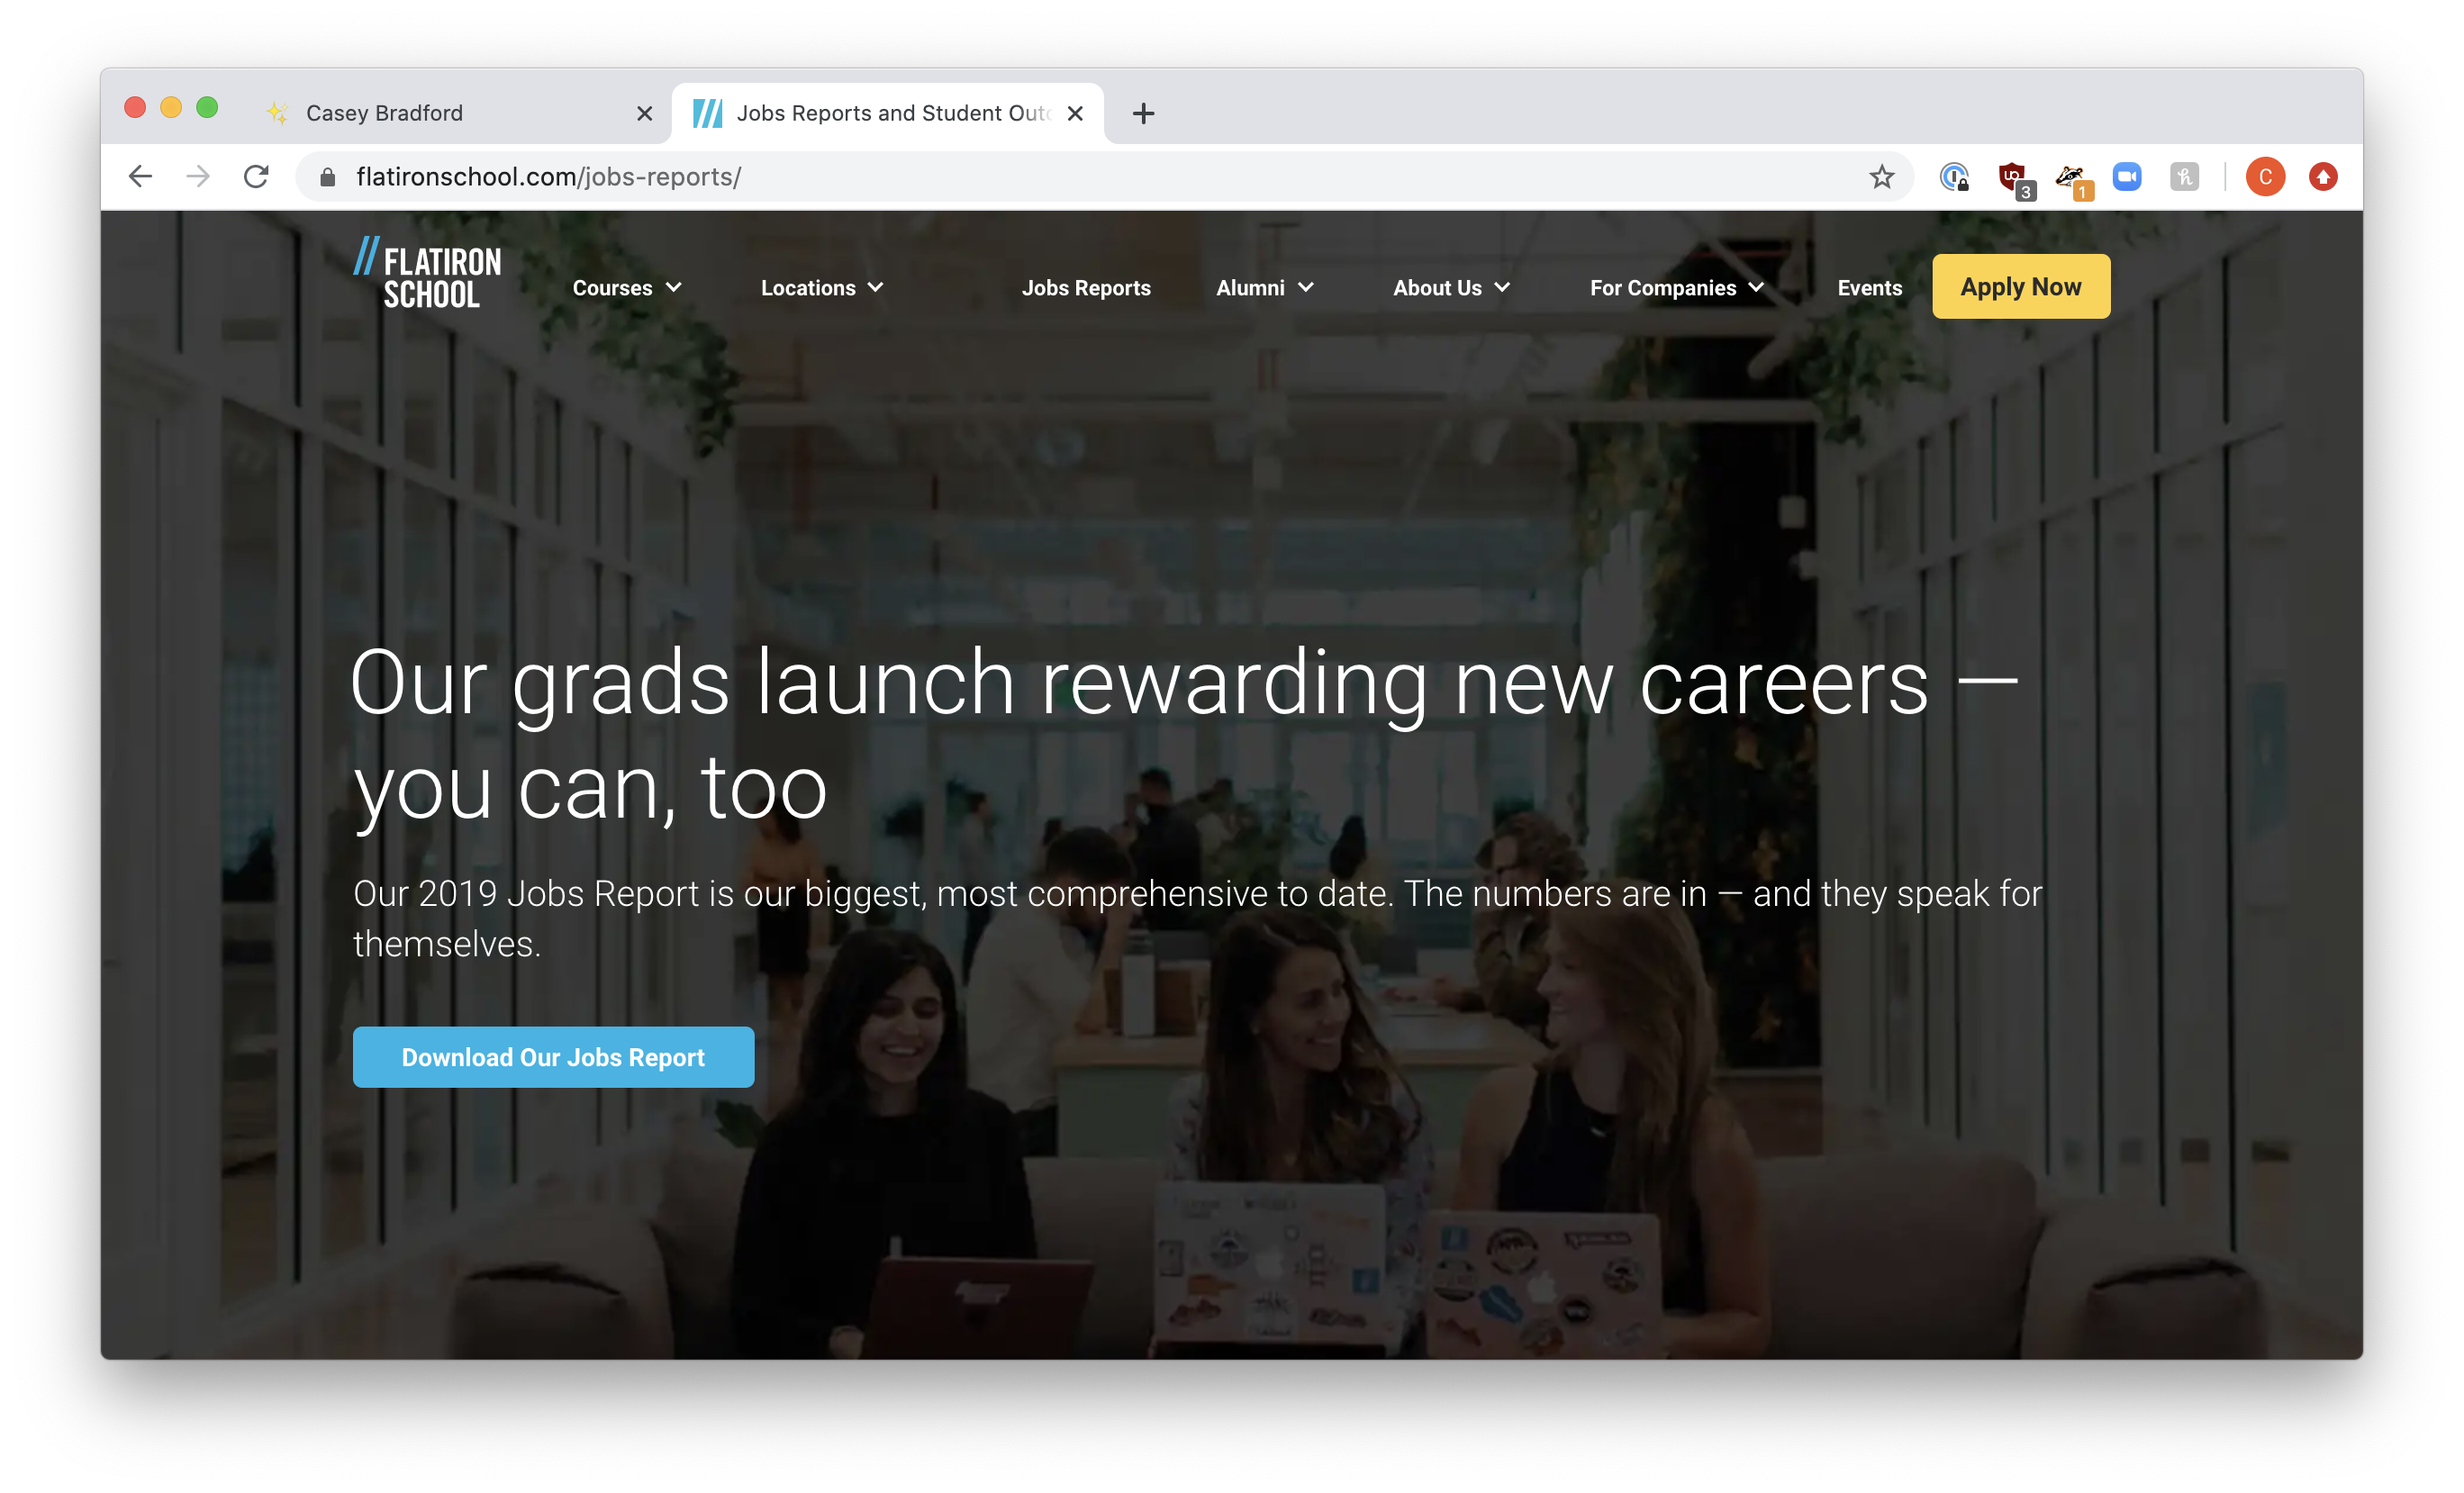 Casey Bradford
Jobs Reports and Student Out
flatironschool.com/jobs-reports/
3
1
C
FLATIRON
SCHOOL
Courses
Locations
Jobs Reports
Alumni
About Us
For Companies
Events
Apply Now
Our grads launch rewarding new careers —
you can, too
Our 2019 Jobs Report is our biggest, most comprehensive to date. The numbers are in — and they speak for
themselves.
Download Our Jobs Report